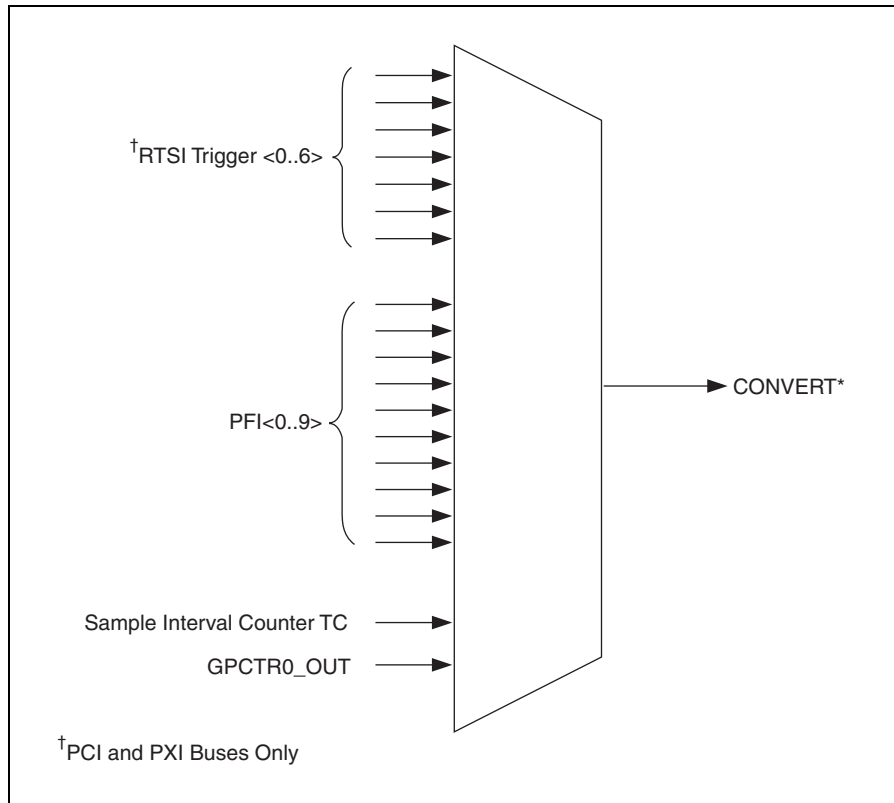 †RTSI Trigger <0..6>
PFI<0..9>
CONVERT*
Sample Interval Counter TC
GPCTR0_OUT
†PCI and PXI Buses Only